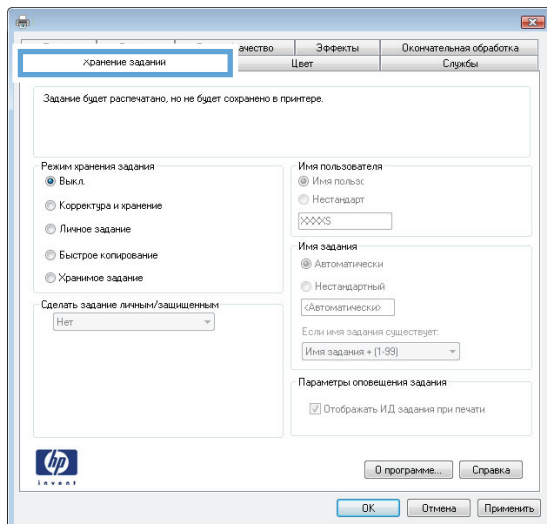 ачество Эффекты Окончательная обработка
Хранение заданий Цвет Службы
Задание будет распечатано, но не будет сохранено в принтере.
Режим хранения задания
Выкл.
Корректура и хранение
Личное задание
Быстрое копирование
Хранимое задание
Сделать задание личным/защищенным
Нет
Имя пользователя
Имя пользс
Нестандарт
XXXXS
Имя задания
Автоматически
Нестандартный
<Автоматически>
Если имя задания существует:
Имя задания + (1-99)
Параметры оповещения задания
Отображать ИД задания при печати
hp
invent
О программе... Справка
OK Отмена Применить